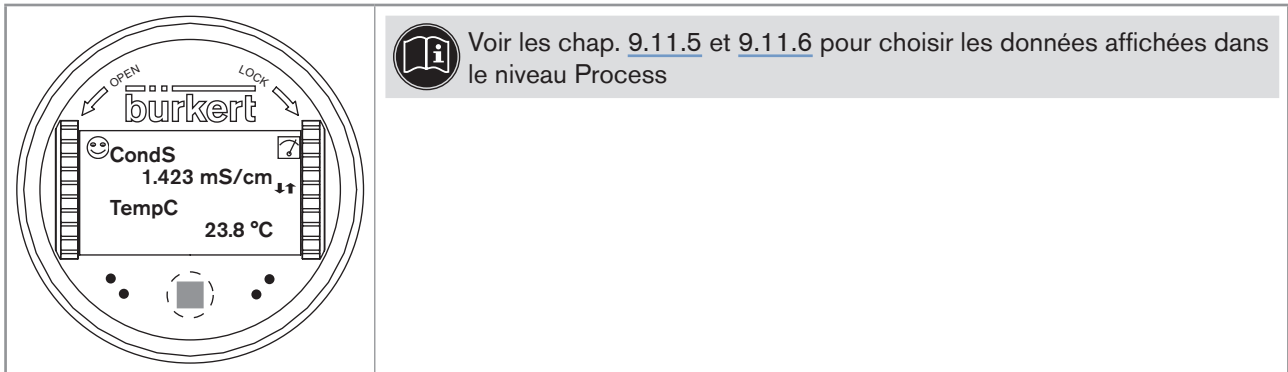 OPEN
LOCK
bürkert
CondS
1.423 mS/cm
TempC
23.8 °C
Voir les chap. 9.11.5 et 9.11.6 pour choisir les données affichées dans
le niveau Process